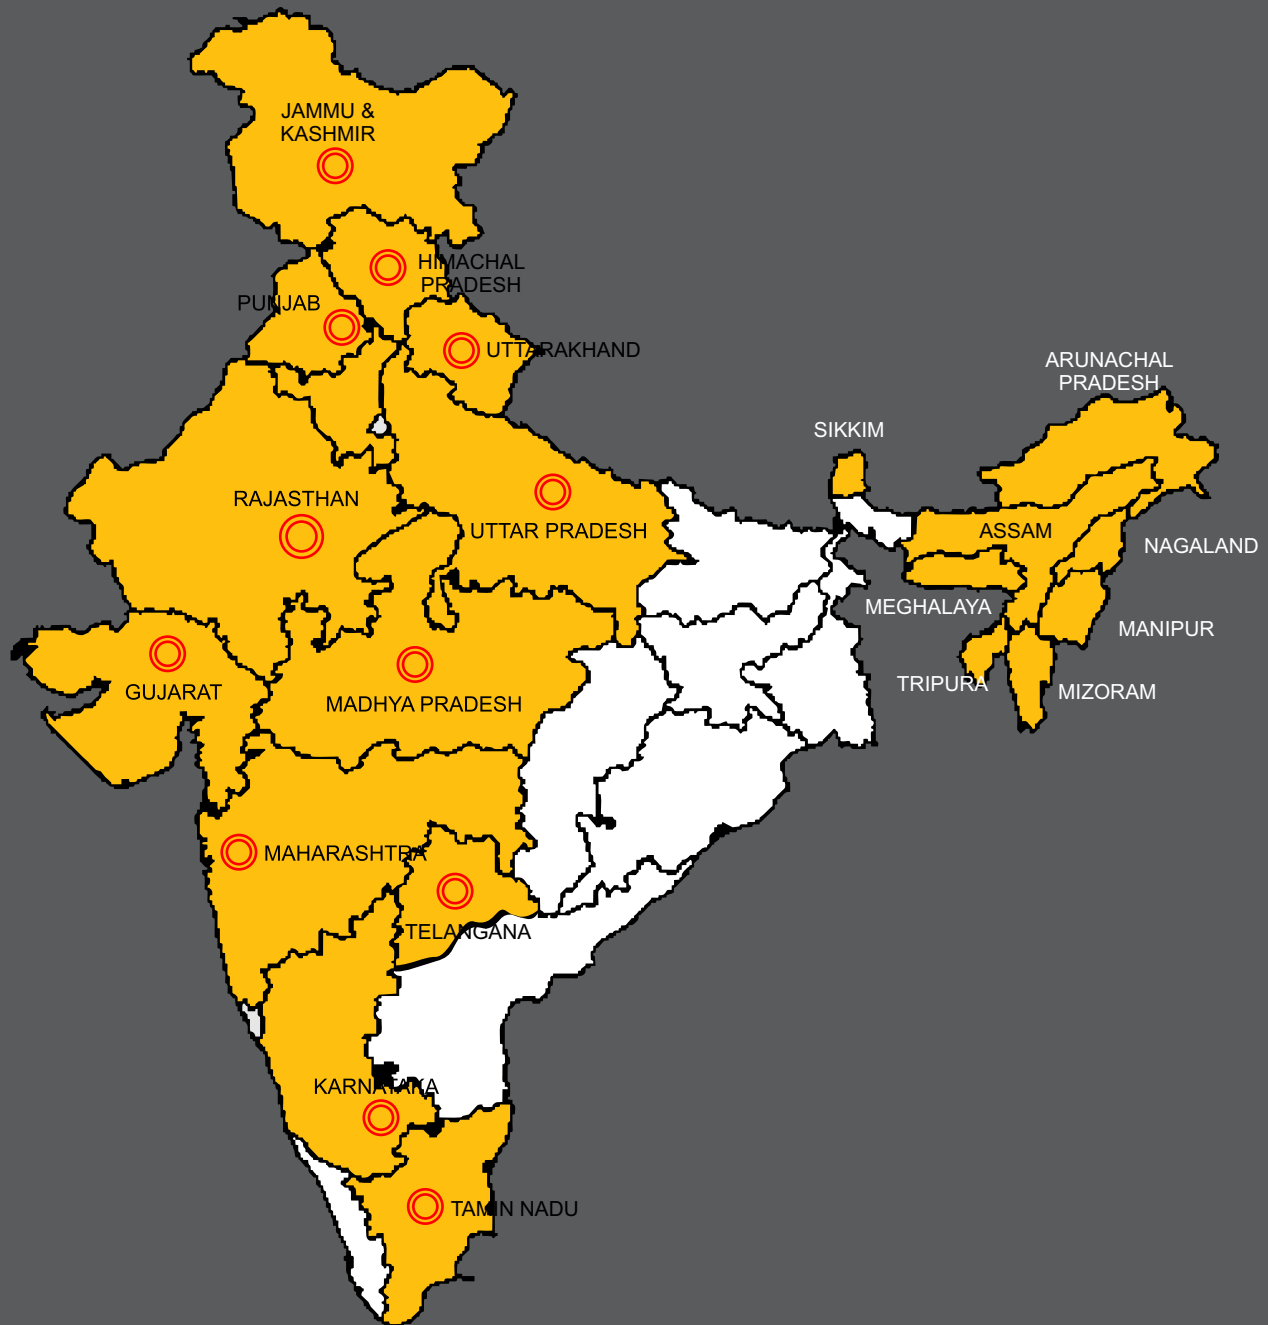 JAMMU &
KASHMIR
HIMACHAL
PRADESH
PUNJAB
UTTARAKHAND
ARUNACHAL
PRADESH
SIKKIM
RAJASTHAN
UTTAR PRADESH
ASSAM
NAGALAND
MEGHALAYA
MANIPUR
TRIPURA
MIZORAM
GUJARAT
MADHYA PRADESH
MAHARASHTRA
TELANGANA
KARNATAKA
TAMIN NADU